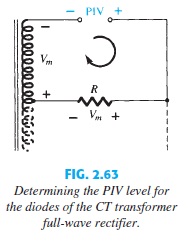 − PIV +
−
Vm
+
R
− Vm +
FIG. 2.63
Determining the PIV level for
the diodes of the CT transformer
full-wave rectifier.